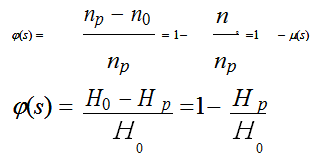 φ(s) = (n_p − n_0) / n_p = 1− n / n_p =1 − μ(s)
φ(s) = (H_0 − H_p) / H_0 =1− H_p / H_0